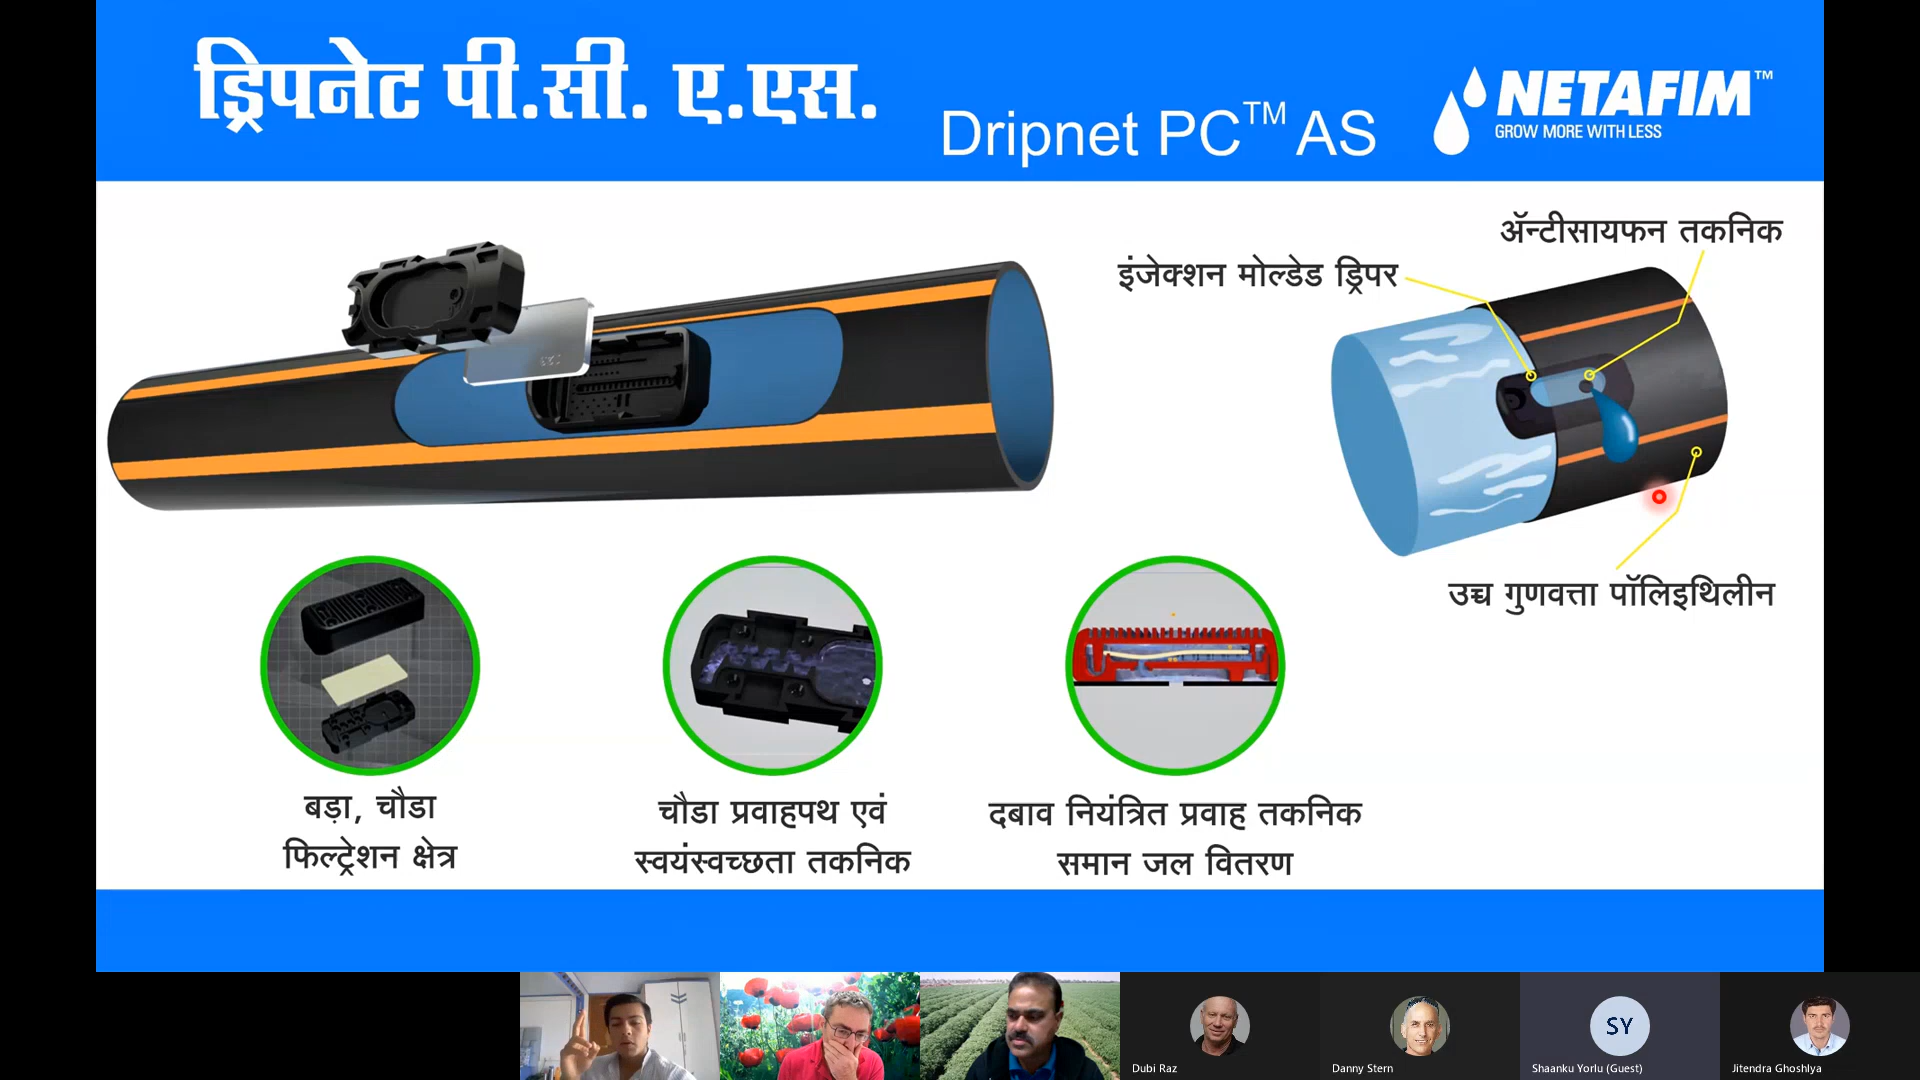 ड्रिपनेट पी.सी. ए.एस.
Dripnet PC™ AS
NETAFIM™
GROW MORE WITH LESS
ॲन्टीसायफन तकनिक
इंजेक्शन मोल्डेड ड्रिपर
उच्च गुणवत्ता पॉलिइथिलीन
बड़ा, चौडा
फिल्ट्रेशन क्षेत्र
चौडा प्रवाहपथ एवं
स्वयंस्वच्छता तकनिक
दबाव नियंत्रित प्रवाह तकनिक
समान जल वितरण
SY
Dubi Raz
Danny Stern
Shaanku Yorlu (Guest)
Jitendra Ghoshlya